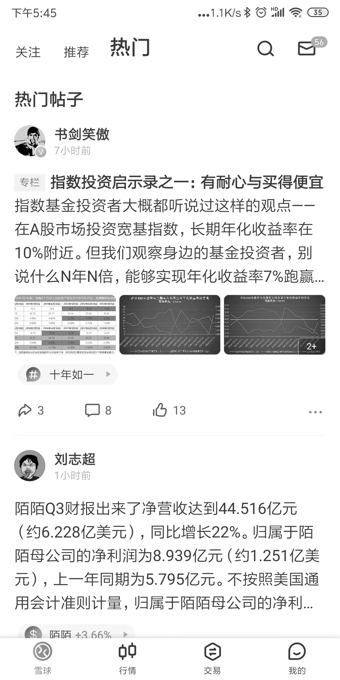 下午5:45
...1.1K/s
HD
35
关注
推荐
热门
56
热门帖子
书剑笑傲
7小时前
专栏 指数投资启示录之一：有耐心与买得便宜
指数基金投资者大概都听说过这样的观点——
在A股市场投资宽基指数，长期年化收益率在
10%附近。但我们观察身边的基金投资者，别
说什么N年N倍，能够实现年化收益率7%跑赢...
2+
# 十年如一
3
8
13
刘志超
1小时前
陌陌Q3财报出来了净营收达到44.516亿元
（约6.228亿美元），同比增长22%。归属于陌
陌母公司的净利润为8.939亿元（约1.251亿美
元），上一年同期为5.795亿元。不按照美国通
用会计准则计量，归属于陌陌母公司的净利...
$ 陌陌 +3.66%
雪球
行情
交易
我的